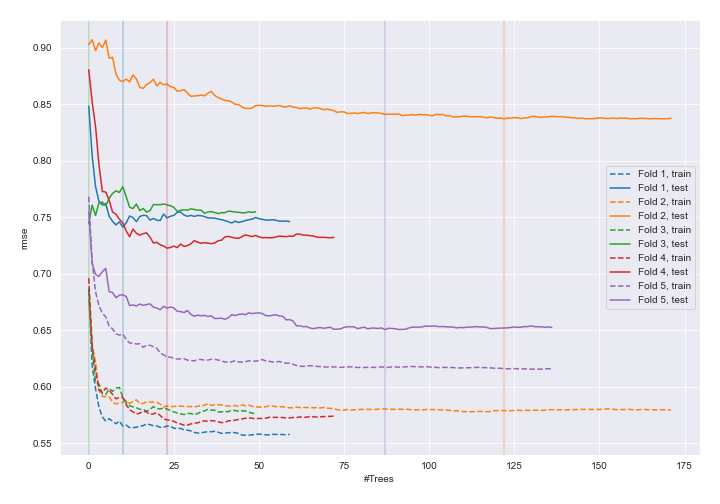 0.90
0.85
0.80
0.75
0.70
0.65
0.60
0.55
rmse
0 25 50 75 100 125 150 175
#Trees
Fold 1, train
Fold 1, test
Fold 2, train
Fold 2, test
Fold 3, train
Fold 3, test
Fold 4, train
Fold 4, test
Fold 5, train
Fold 5, test